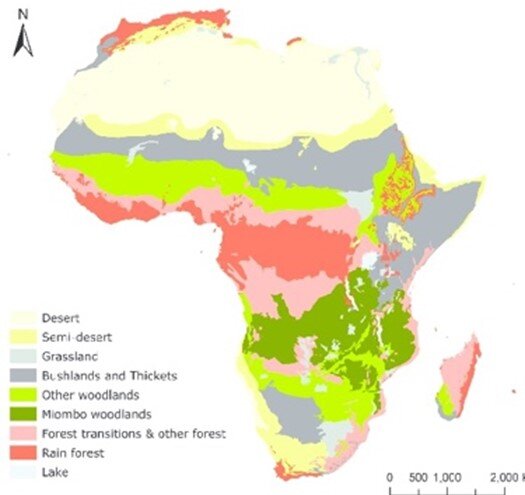 N
Desert
Semi-desert
Grassland
Bushlands and Thickets
Other woodlands
Miombo woodlands
Forest transitions & other forest
Rain forest
Lake
0 500 1,000 2,000